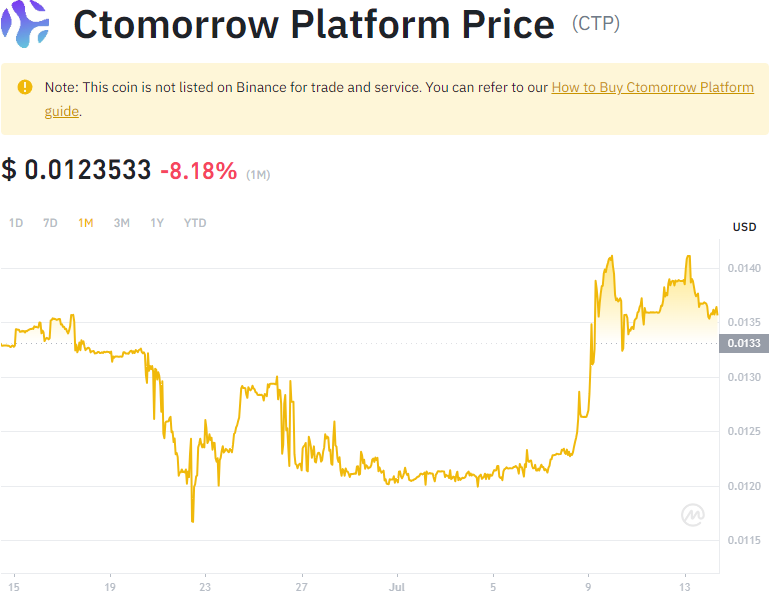 Ctomorrow Platform Price (CTP)
Note: This coin is not listed on Binance for trade and service. You can refer to our How to Buy Ctomorrow Platform
guide.
$ 0.0123533 -8.18% (1M)
1D 7D 1M 3M 1Y YTD
USD
0.0140
0.0135
0.0133
0.0130
0.0125
0.0120
0.0115
15 19 23 27 Jul 5 9 13